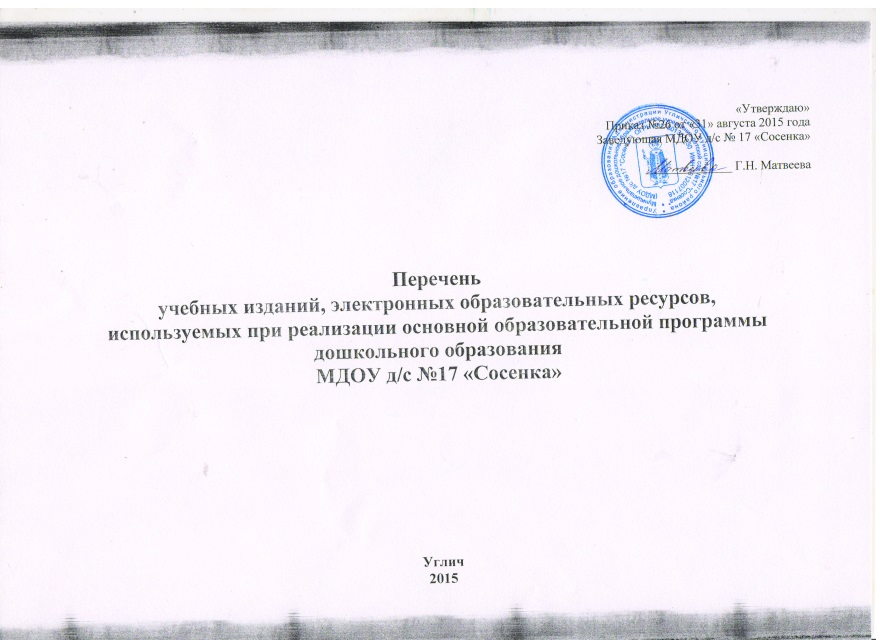 «Утверждаю»
Приказ №26 от «31» августа 2015 года
Заведующая МДОУ д/с № 17 «Сосенка»
Г.Н. Матвеева
Перечень
учебных изданий, электронных образовательных ресурсов,
используемых при реализации основной образовательной программы
дошкольного образования
МДОУ д/с №17 «Сосенка»
Углич
2015